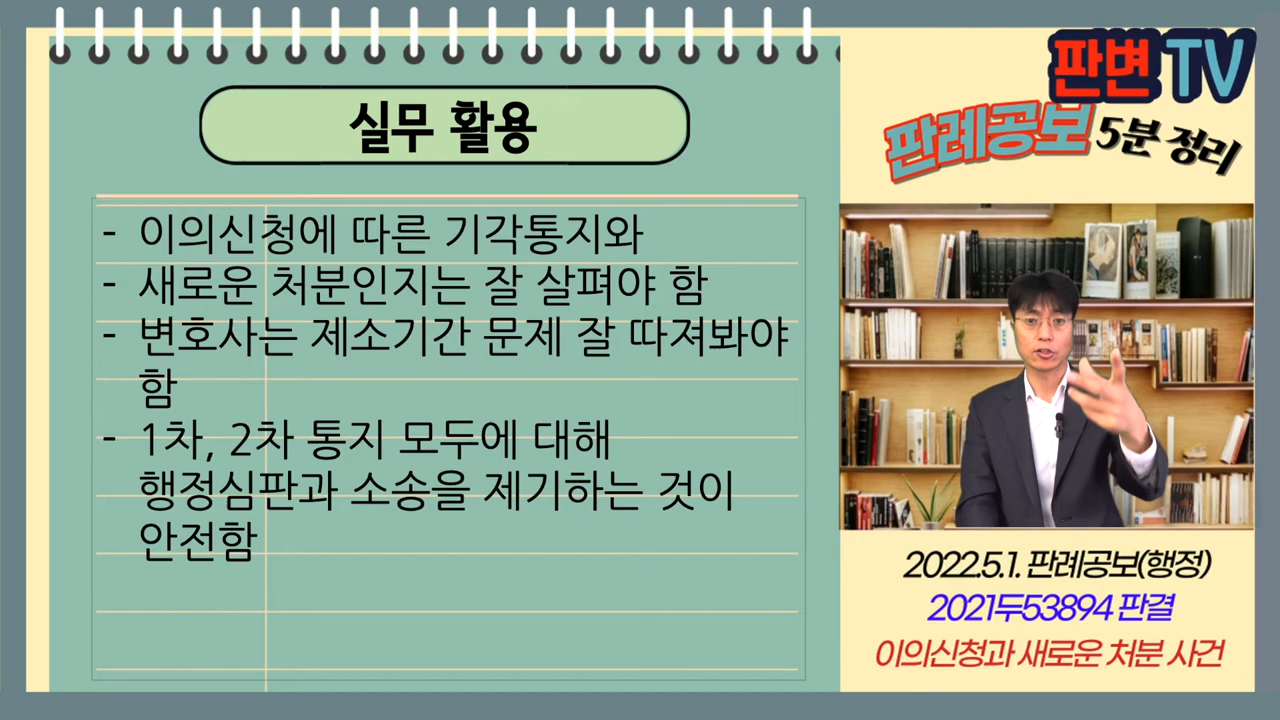 실무 활용
- 이의신청에 따른 기각통지와
- 새로운 처분인지는 잘 살펴야 함
- 변호사는 제소기간 문제 잘 따져봐야
함
- 1차, 2차 통지 모두에 대해
행정심판과 소송을 제기하는 것이
안전함
판변 TV
판례공보 5분 정리
2022.5.1. 판례공보(행정)
2021두53894 판결
이의신청과 새로운 처분 사건